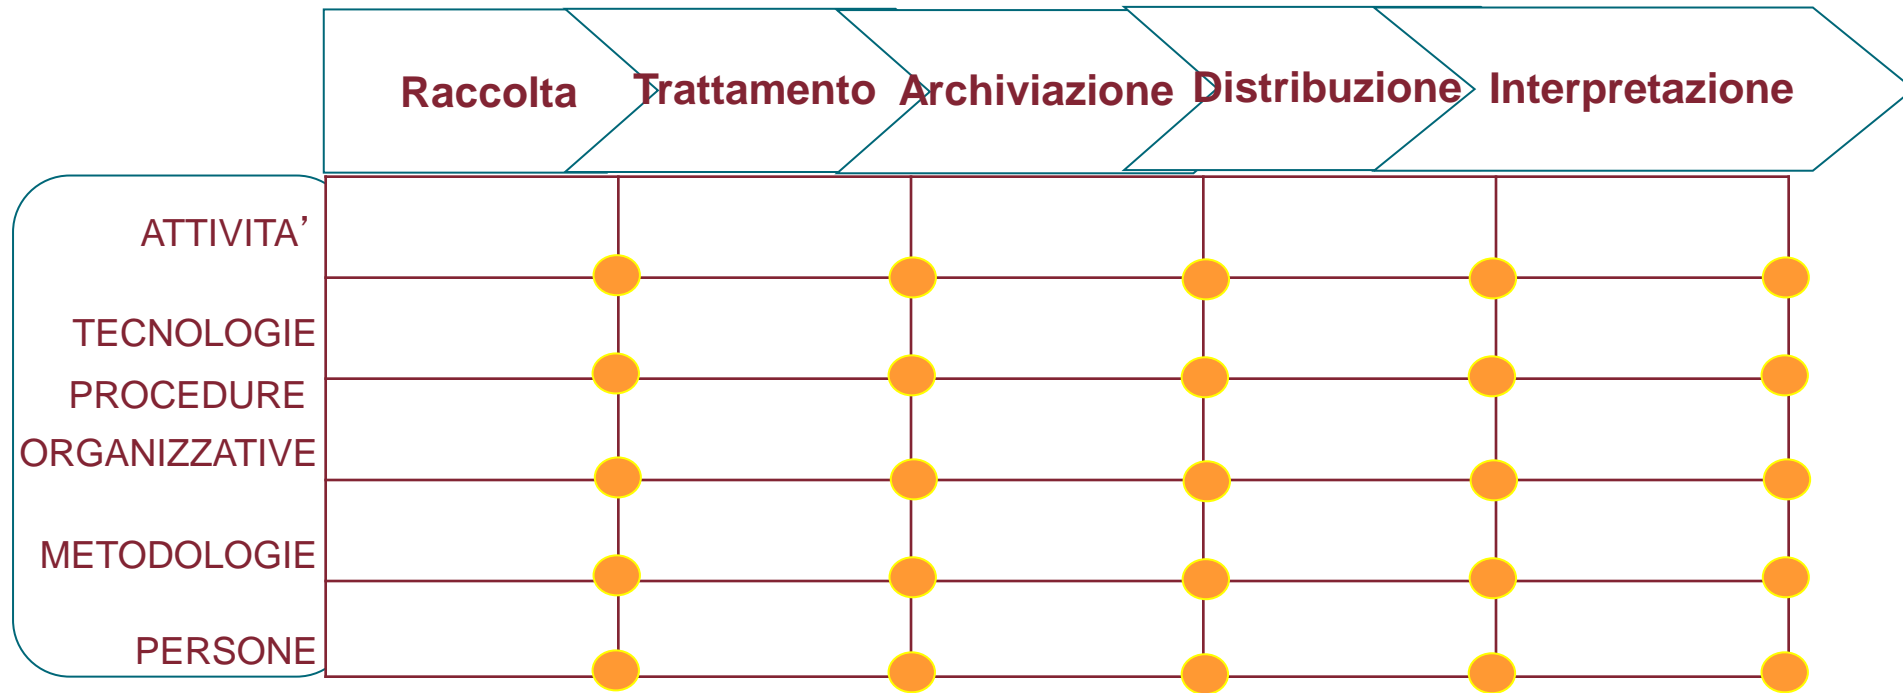 Raccolta
Trattamento
Archiviazione
Distribuzione
Interpretazione
ATTIVITA’
TECNOLOGIE
PROCEDURE
ORGANIZZATIVE
METODOLOGIE
PERSONE